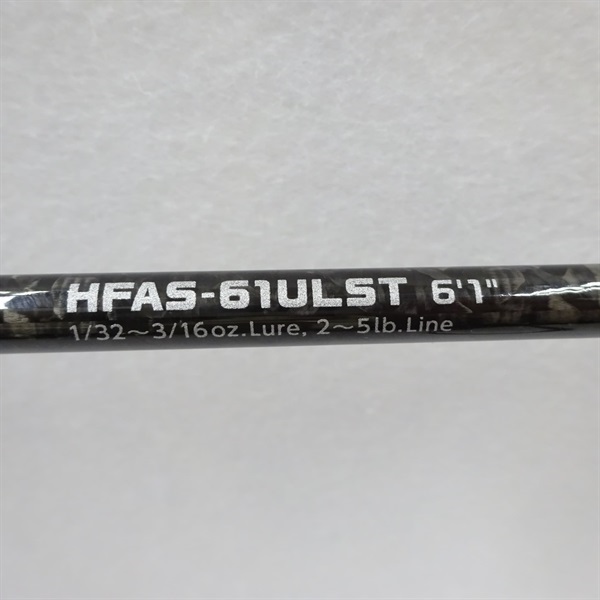 HFAS-61ULST 6'1"
1/32～3/16oz.Lure, 2～5lb.Line